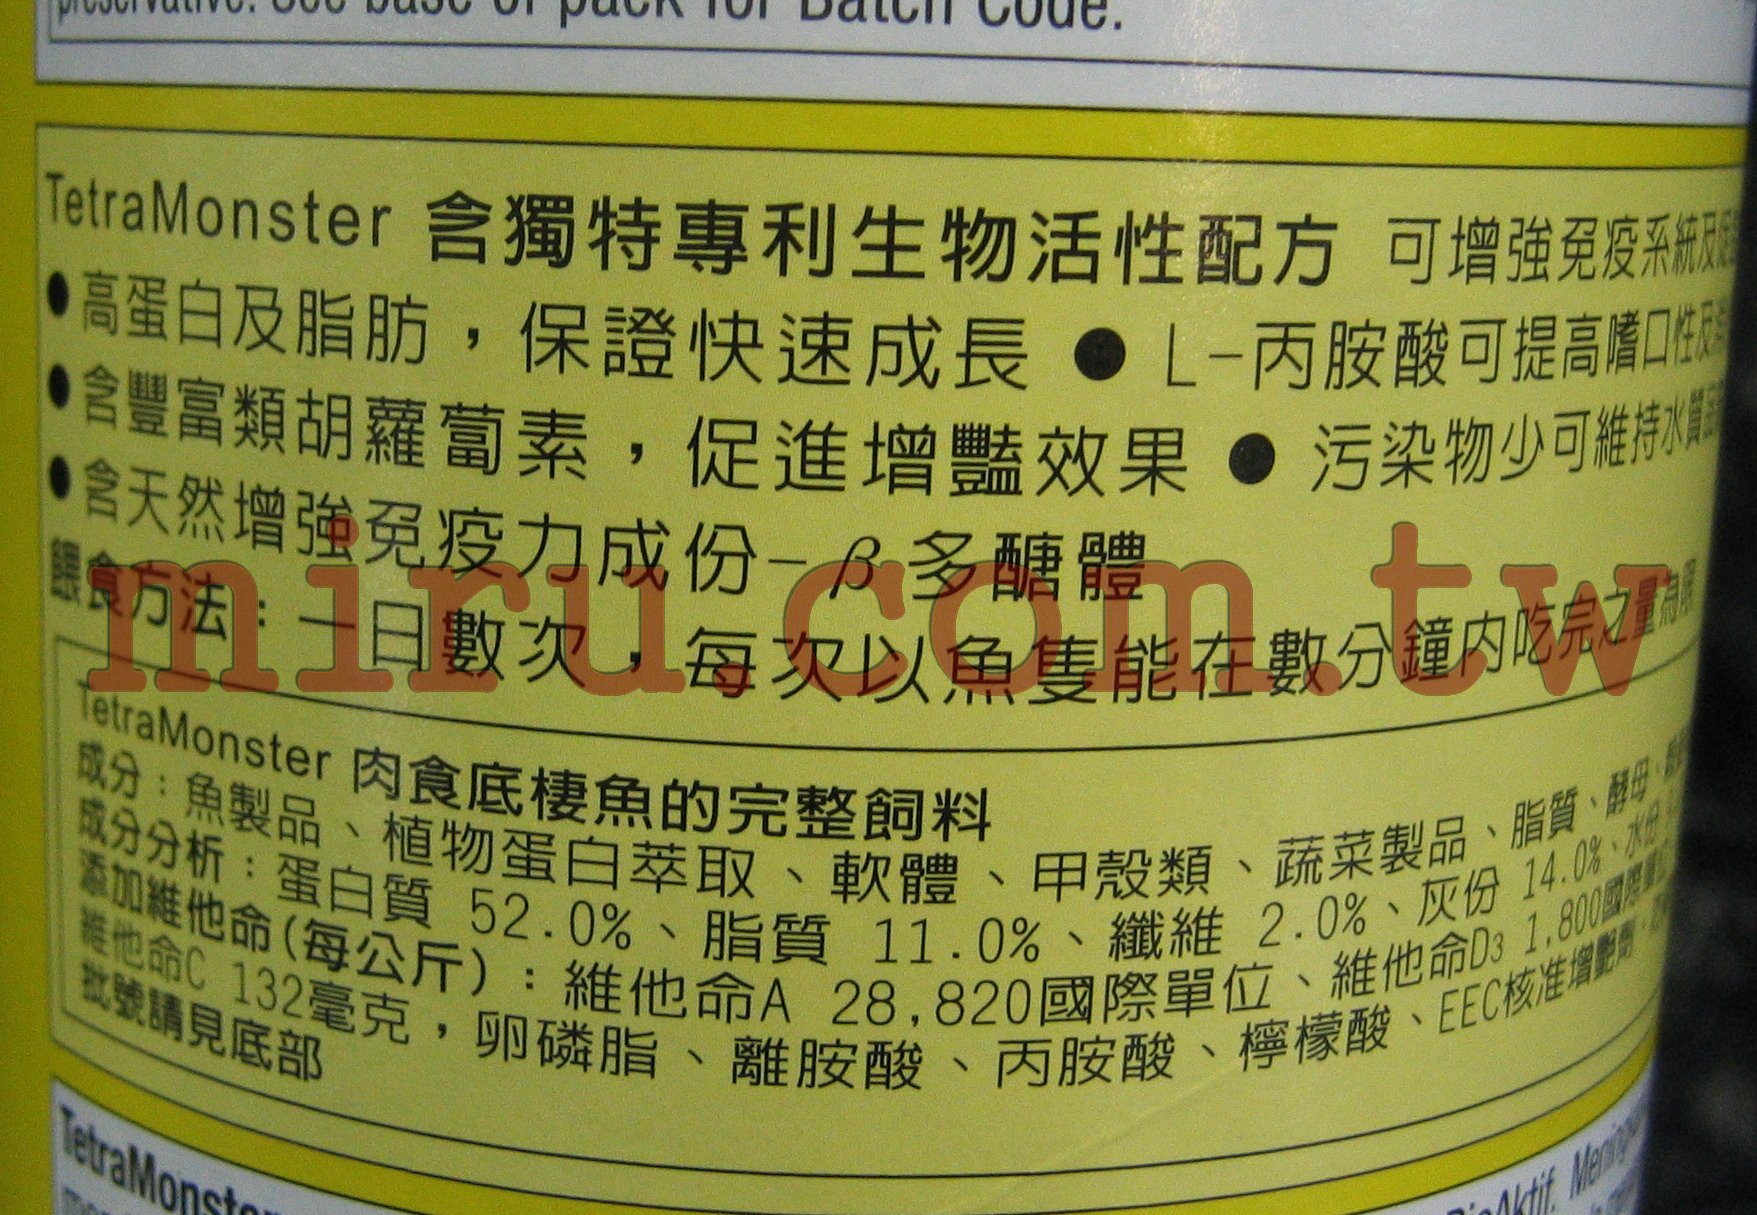 preservative. See base of pack for Batch Code.
TetraMonster 含獨特專利生物活性配方 可增強免疫系統及
●高蛋白及脂肪，保證快速成長 ● L-丙胺酸可提高嗜口性及
●含豐富類胡蘿蔔素，促進增豔效果 ● 污染物少可維持水質
●含天然增強免疫力成份-β多醣體
餵食方法：一日數次，每次以魚隻能在數分鐘內吃完之量為
miru.com.tw
TetraMonster 肉食底棲魚的完整飼料
成分：魚製品、植物蛋白萃取、軟體、甲殼類、蔬菜製品、脂質、酵母、
成分分析：蛋白質 52.0%、脂質 11.0%、纖維 2.0%、灰份 14.0%、水份
添加維他命(每公斤)：維他命A 28,820國際單位、維他命D3 1,800國際單位
維他命C 132毫克，卵磷脂、離胺酸、丙胺酸、檸檬酸、EEC核准增艷劑、
批號請見底部
TetraMonster
BioAktif.